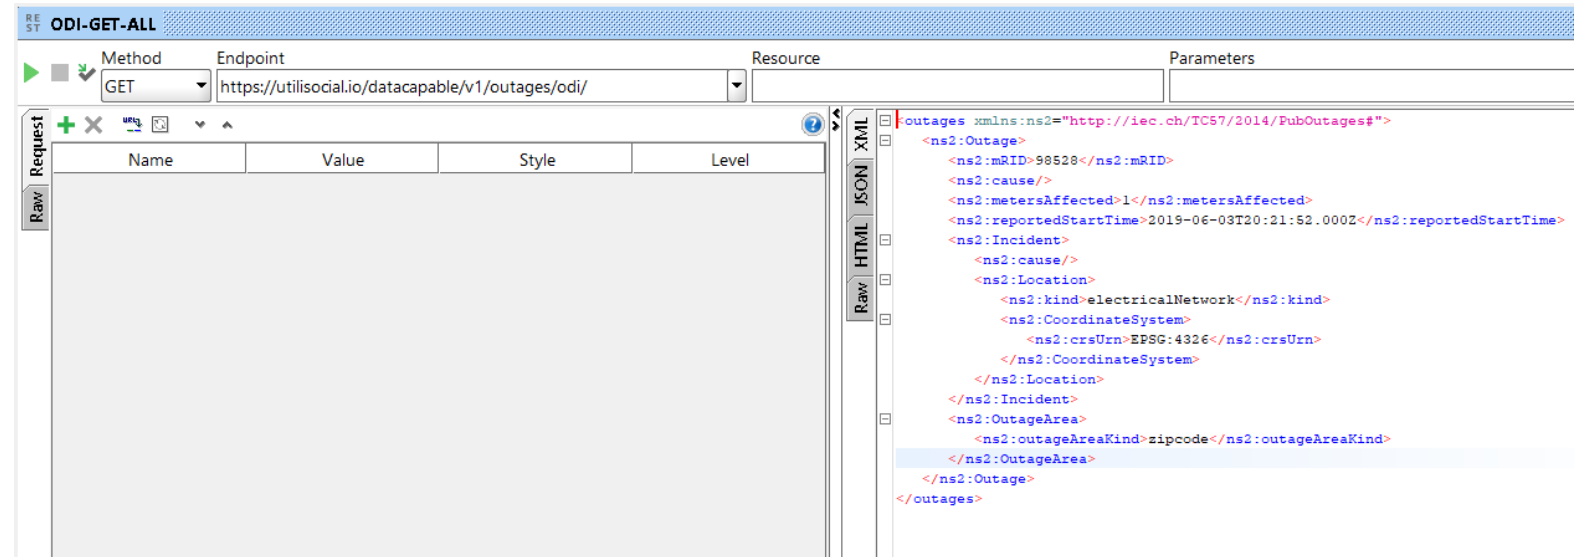 REST ODI-GET-ALL
Method Endpoint Resource Parameters
GET https://utilisocial.io/datacapable/v1/outages/odi/
Request
Raw
Name Value Style Level
XML
JSON
HTML
Raw
<outages xmlns:ns2="http://iec.ch/TC57/2014/PubOutages#">
<ns2:Outage>
<ns2:mRID>98528</ns2:mRID>
<ns2:cause/>
<ns2:metersAffected>1</ns2:metersAffected>
<ns2:reportedStartTime>2019-06-03T20:21:52.000Z</ns2:reportedStartTime>
<ns2:Incident>
<ns2:cause/>
<ns2:Location>
<ns2:kind>electricalNetwork</ns2:kind>
<ns2:CoordinateSystem>
<ns2:crsUrn>EPSG:4326</ns2:crsUrn>
</ns2:CoordinateSystem>
</ns2:Location>
</ns2:Incident>
<ns2:OutageArea>
<ns2:outageAreaKind>zipcode</ns2:outageAreaKind>
</ns2:OutageArea>
</ns2:Outage>
</outages>